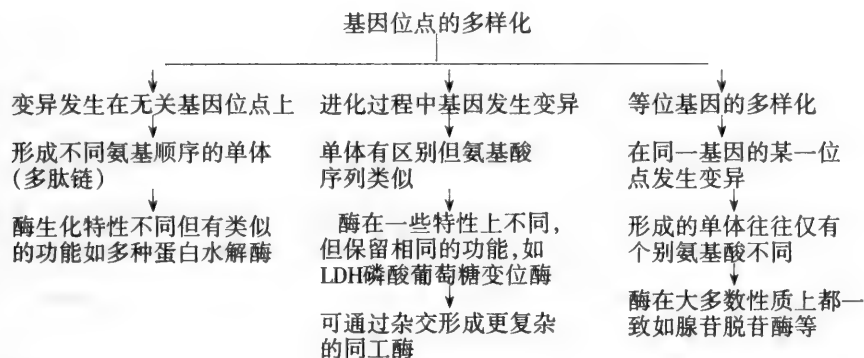 基因位点的多样化
变异发生在无关基因位点上
形成不同氨基顺序的单体
(多肽链)
酶生化特性不同但有类似
的功能如多种蛋白水解酶
进化过程中基因发生变异
单体有区别但氨基酸
序列类似
酶在一些特性上不同,
但保留相同的功能,如
LDH磷酸葡萄糖变位酶
可通过杂交形成更复杂
的同工酶
等位基因的多样化
在同一基因的某一位
点发生变异
形成的单体往往仅有
个别氨基酸不同
酶在大多数性质上都一
致如腺苷脱苷酶等